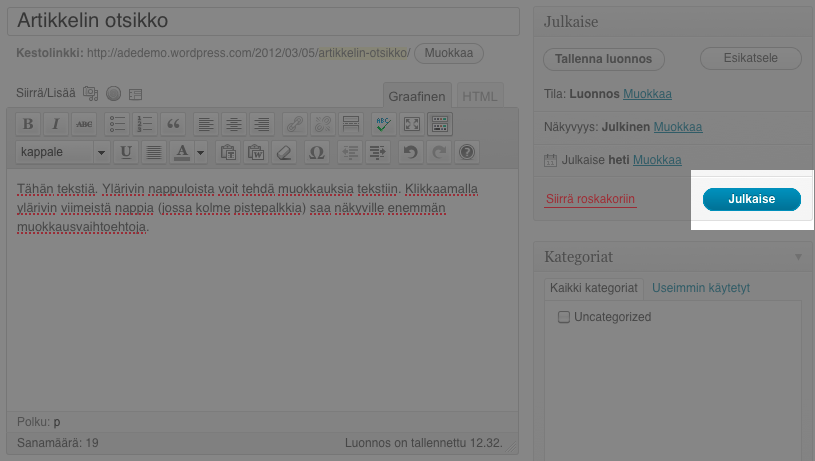 Artikkelin otsikko
Kestolinkki: http://adedemo.wordpress.com/2012/03/05/artikkelin-otsikko/ Muokkaa
Siirrä/Lisää
Graafinen HTML
B I ABC ABC
kappale U A T W Ω ?
Tähän tekstiä. Ylärivin nappuloista voit tehdä muokkauksia tekstiin. Klikkaamalla
ylärivin viimeistä nappia (jossa kolme pistepalkkia) saa näkyville enemmän
muokkausvaihtoehtoja.
Polku: p
Sanamäärä: 19 Luonnos on tallennettu 12.32.
Julkaise
Tallenna luonnos Esikatsele
Tila: Luonnos Muokkaa
Näkyvyys: Julkinen Muokkaa
Julkaise heti Muokkaa
Siirrä roskakoriin Julkaise
Kategoriat
Kaikki kategoriat Useimmin käytetyt
Uncategorized